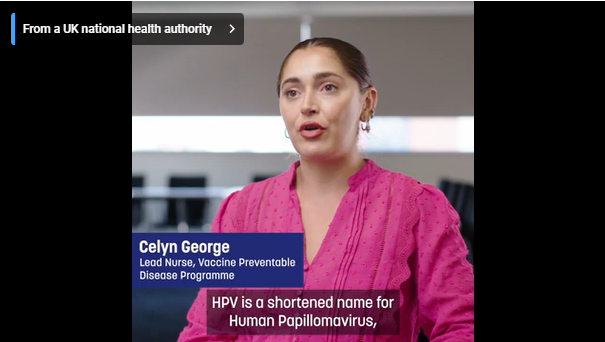 From a UK national health authority
Celyn George
Lead Nurse, Vaccine Preventable
Disease Programme
HPV is a shortened name for
Human Papillomavirus,